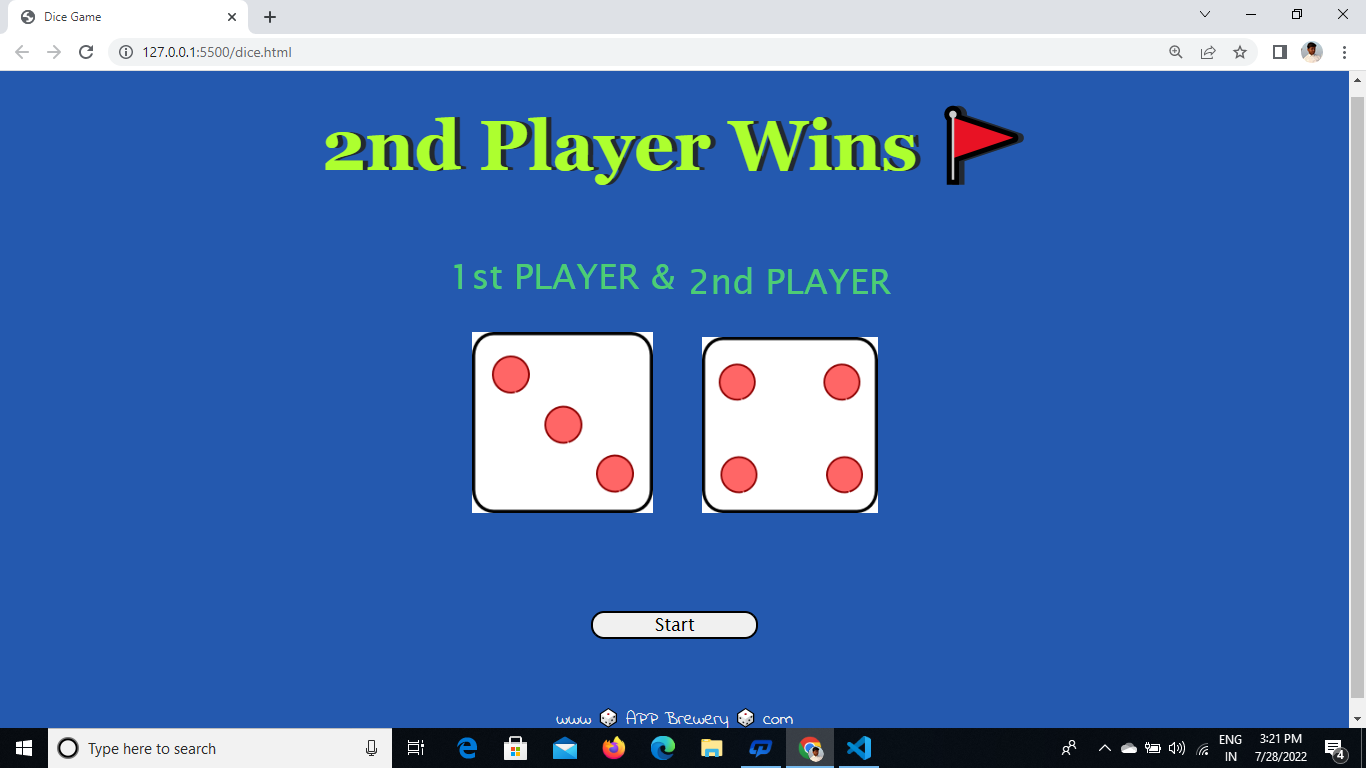 Dice Game
127.0.0.1:5500/dice.html
2nd Player Wins 🚩
1st PLAYER & 2nd PLAYER
Start
www 🎲 APP Brewery 🎲 com
Type here to search
ENG
IN
3:21 PM
7/28/2022
4